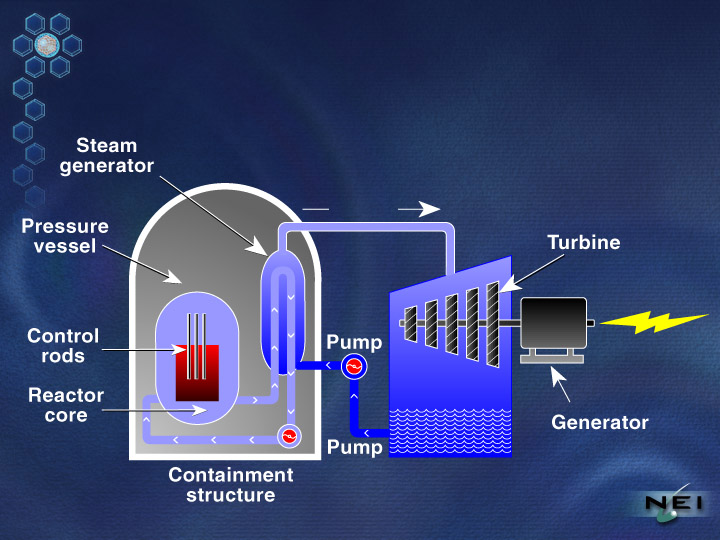 Steam
generator
Pressure
vessel
Turbine
Control
rods
Pump
Reactor
core
Generator
Pump
Containment
structure
NEI